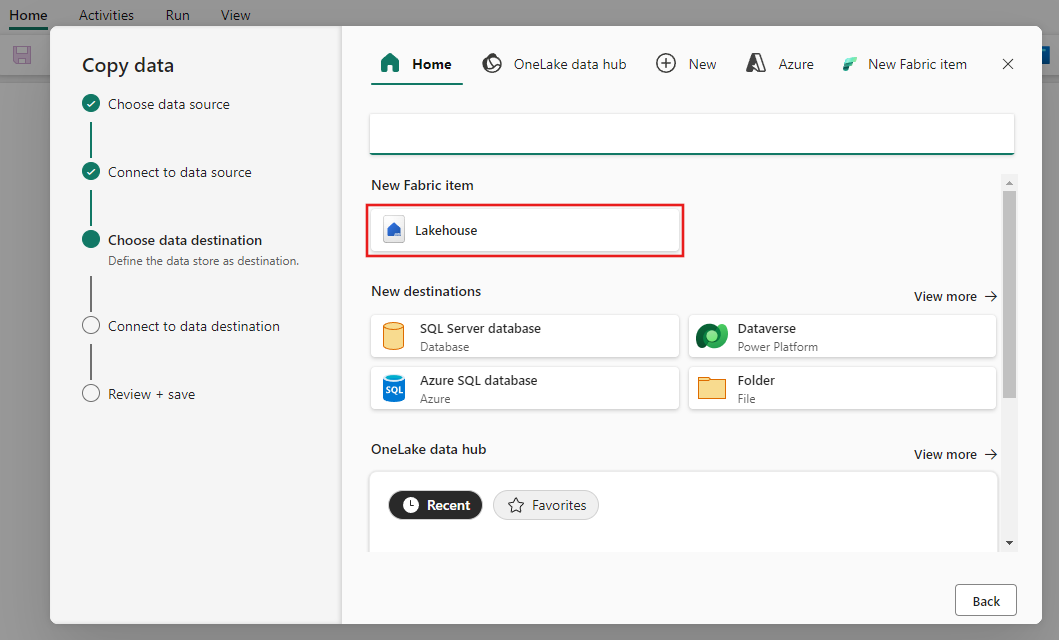 Home Activities Run View
Copy data
Choose data source
Connect to data source
Choose data destination
Define the data store as destination.
Connect to data destination
Review + save
Home OneLake data hub New Azure New Fabric item
New Fabric item
Lakehouse
New destinations View more
SQL Server database
Database
Dataverse
Power Platform
SQL
Azure SQL database
Azure
Folder
File
OneLake data hub View more
Recent Favorites
Back